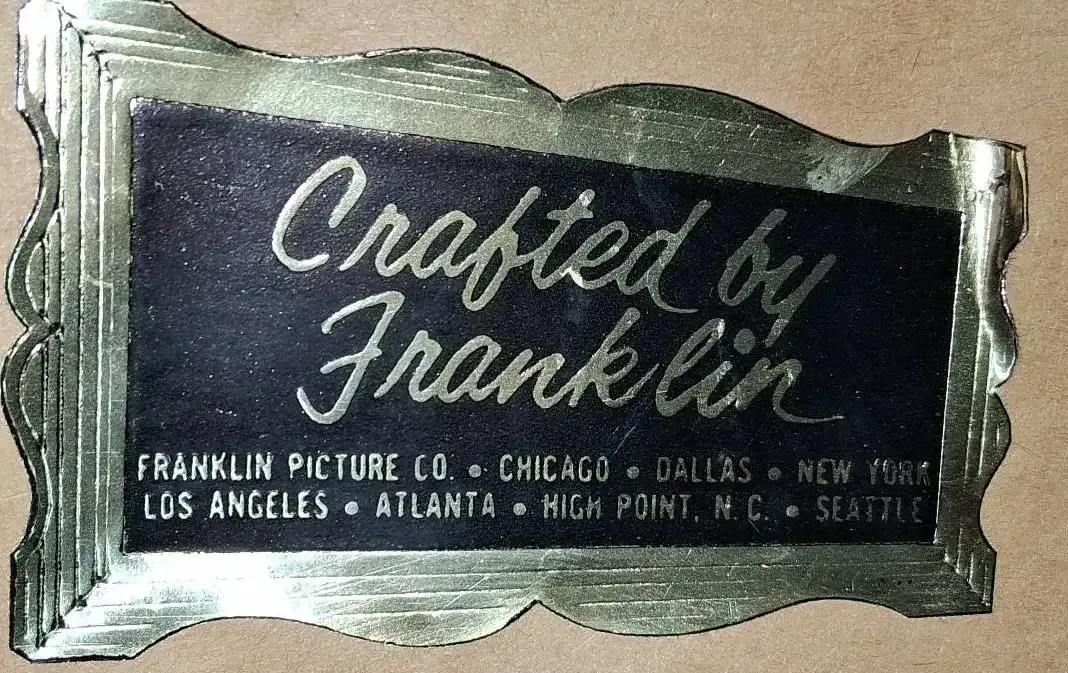 Crafted by
Franklin
FRANKLIN PICTURE CO. • CHICAGO • DALLAS • NEW YORK
LOS ANGELES • ATLANTA • HIGH POINT, N. C. • SEATTLE